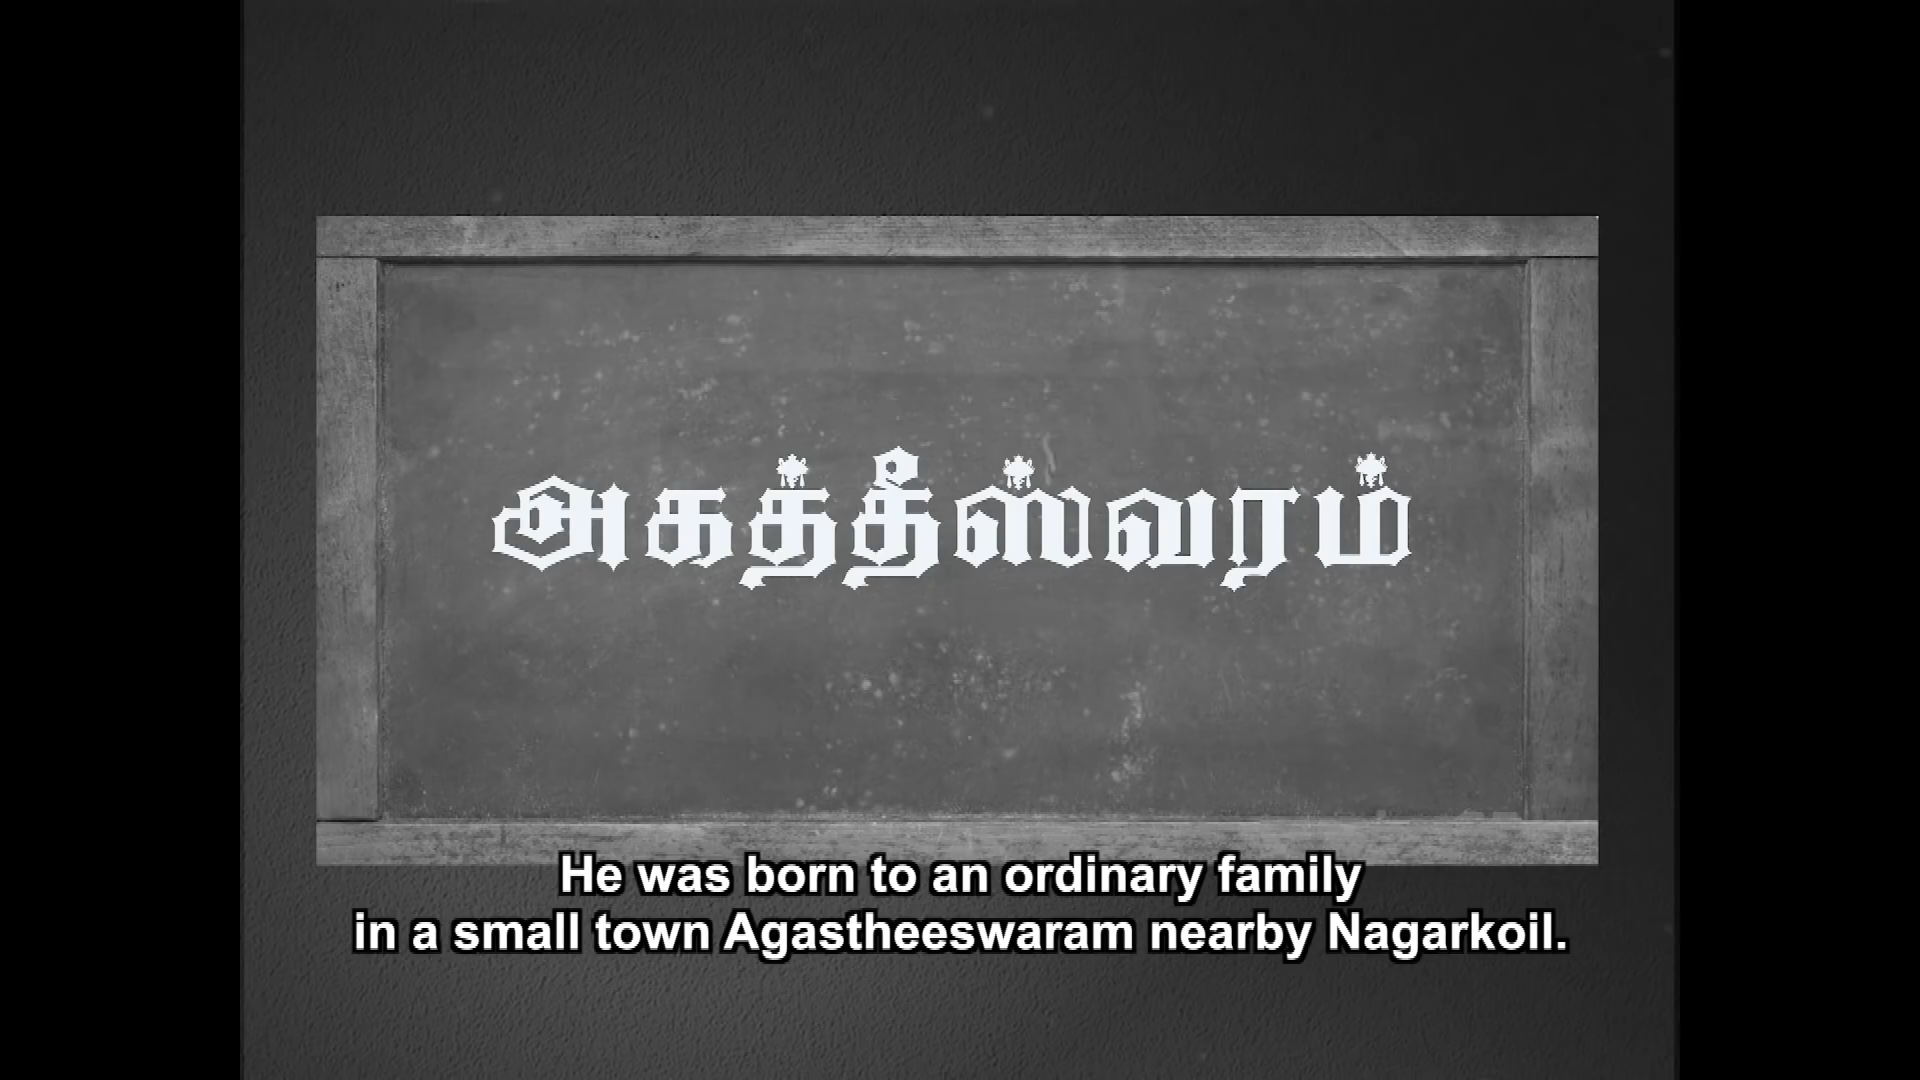 அகத்தீஸ்வரம்
He was born to an ordinary family
in a small town Agastheeswaram nearby Nagarkoil.